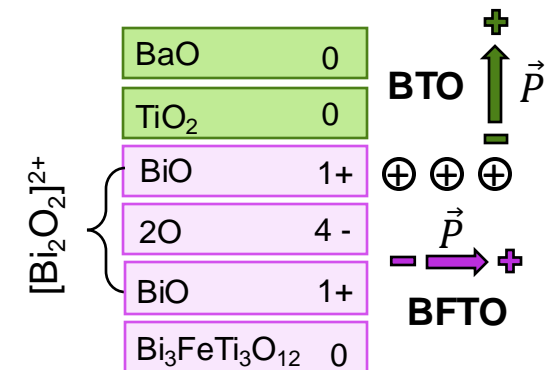 BaO 0
TiO₂ 0
BiO 1+
2O 4 -
BiO 1+
Bi₃FeTi₃O₁₂ 0
[Bi₂O₂]²⁺
+
BTO
P⃗
−
⊕ ⊕ ⊕
P⃗
− +
BFTO